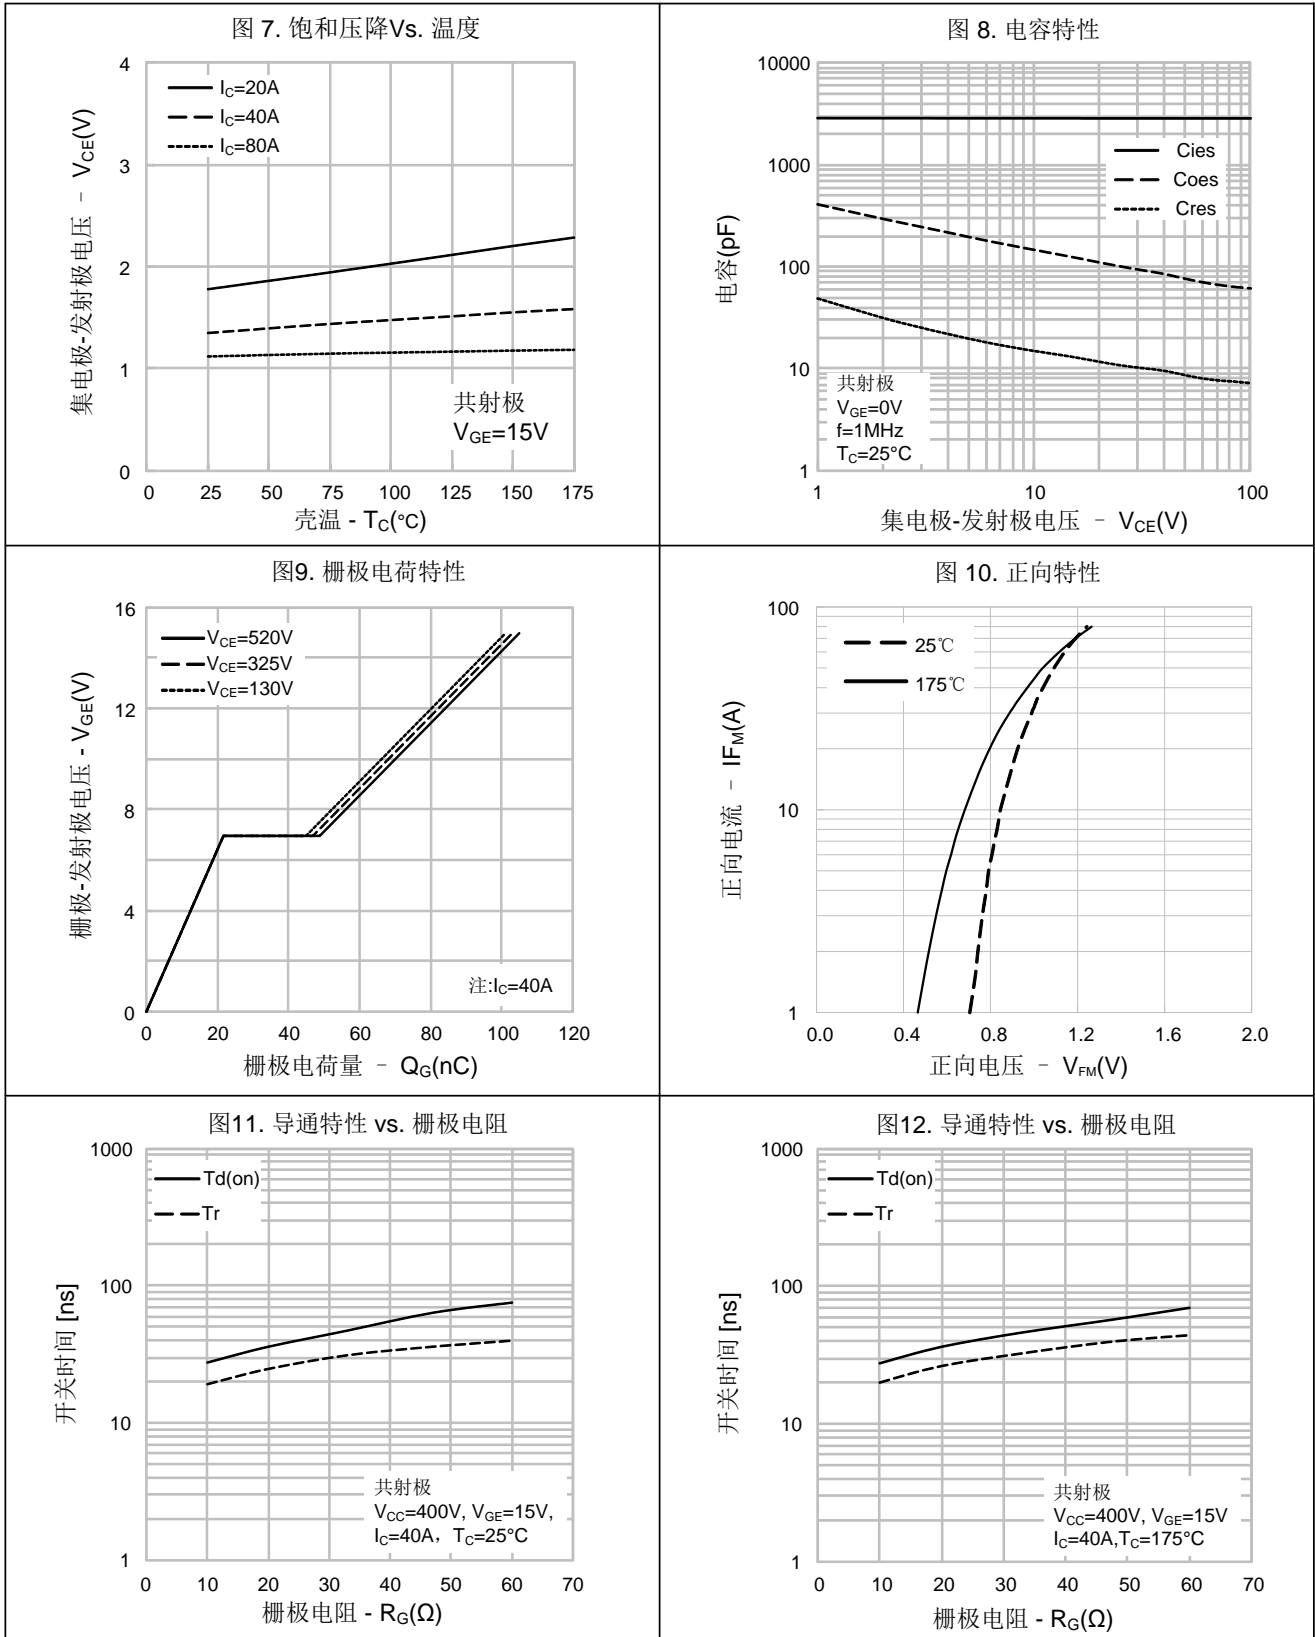 图 7. 饱和压降Vs. 温度
集电极-发射极电压 - VCE(V)
4
3
2
1
0
IC=20A
IC=40A
IC=80A
共射极
VGE=15V
0 25 50 75 100 125 150 175
壳温 - TC(°C)
图 8. 电容特性
电容(pF)
10000
1000
100
10
1
Cies
Coes
Cres
共射极
VGE=0V
f=1MHz
TC=25°C
1 10 100
集电极-发射极电压 - VCE(V)
图9. 栅极电荷特性
栅极-发射极电压 - VGE(V)
16
12
8
4
0
VCE=520V
VCE=325V
VCE=130V
注:IC=40A
0 20 40 60 80 100 120
栅极电荷量 - QG(nC)
图 10. 正向特性
正向电流 - IFM(A)
100
10
1
25℃
175℃
0.0 0.4 0.8 1.2 1.6 2.0
正向电压 - VFM(V)
图11. 导通特性 vs. 栅极电阻
开关时间 [ns]
1000
100
10
1
Td(on)
Tr
共射极
VCC=400V, VGE=15V,
IC=40A, TC=25°C
0 10 20 30 40 50 60 70
栅极电阻 - RG(Ω)
图12. 导通特性 vs. 栅极电阻
开关时间 [ns]
1000
100
10
1
Td(on)
Tr
共射极
VCC=400V, VGE=15V
IC=40A,TC=175°C
0 10 20 30 40 50 60 70
栅极电阻 - RG(Ω)